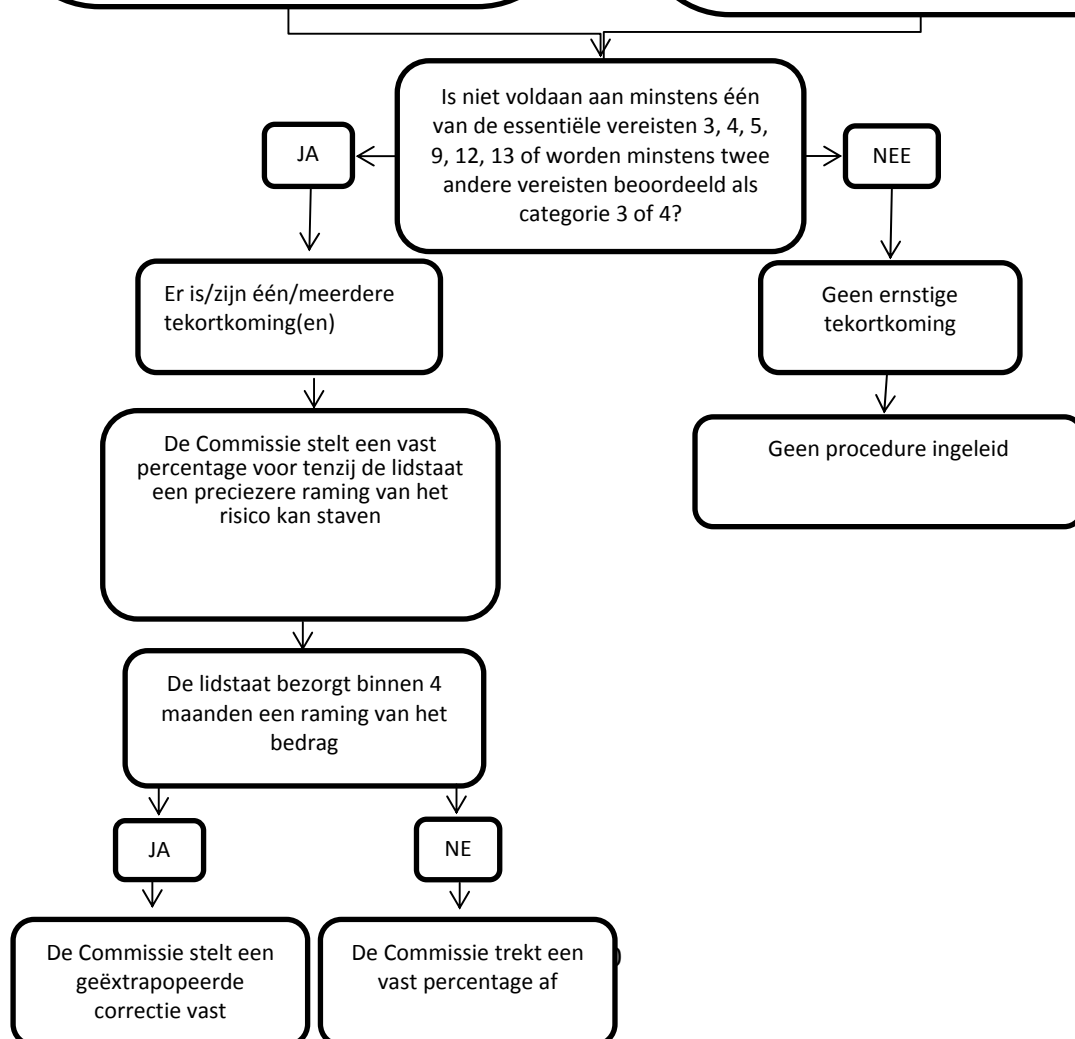 Is niet voldaan aan minstens één
van de essentiële vereisten 3, 4, 5,
9, 12, 13 of worden minstens twee
andere vereisten beoordeeld als
categorie 3 of 4?
JA
NEE
Er is/zijn één/meerdere
tekortkoming(en)
Geen ernstige
tekortkoming
De Commissie stelt een vast
percentage voor tenzij de lidstaat
een preciezere raming van het
risico kan staven
Geen procedure ingeleid
De lidstaat bezorgt binnen 4
maanden een raming van het
bedrag
JA
NE
De Commissie stelt een
geëxtrapopeerde
correctie vast
De Commissie trekt een
vast percentage af